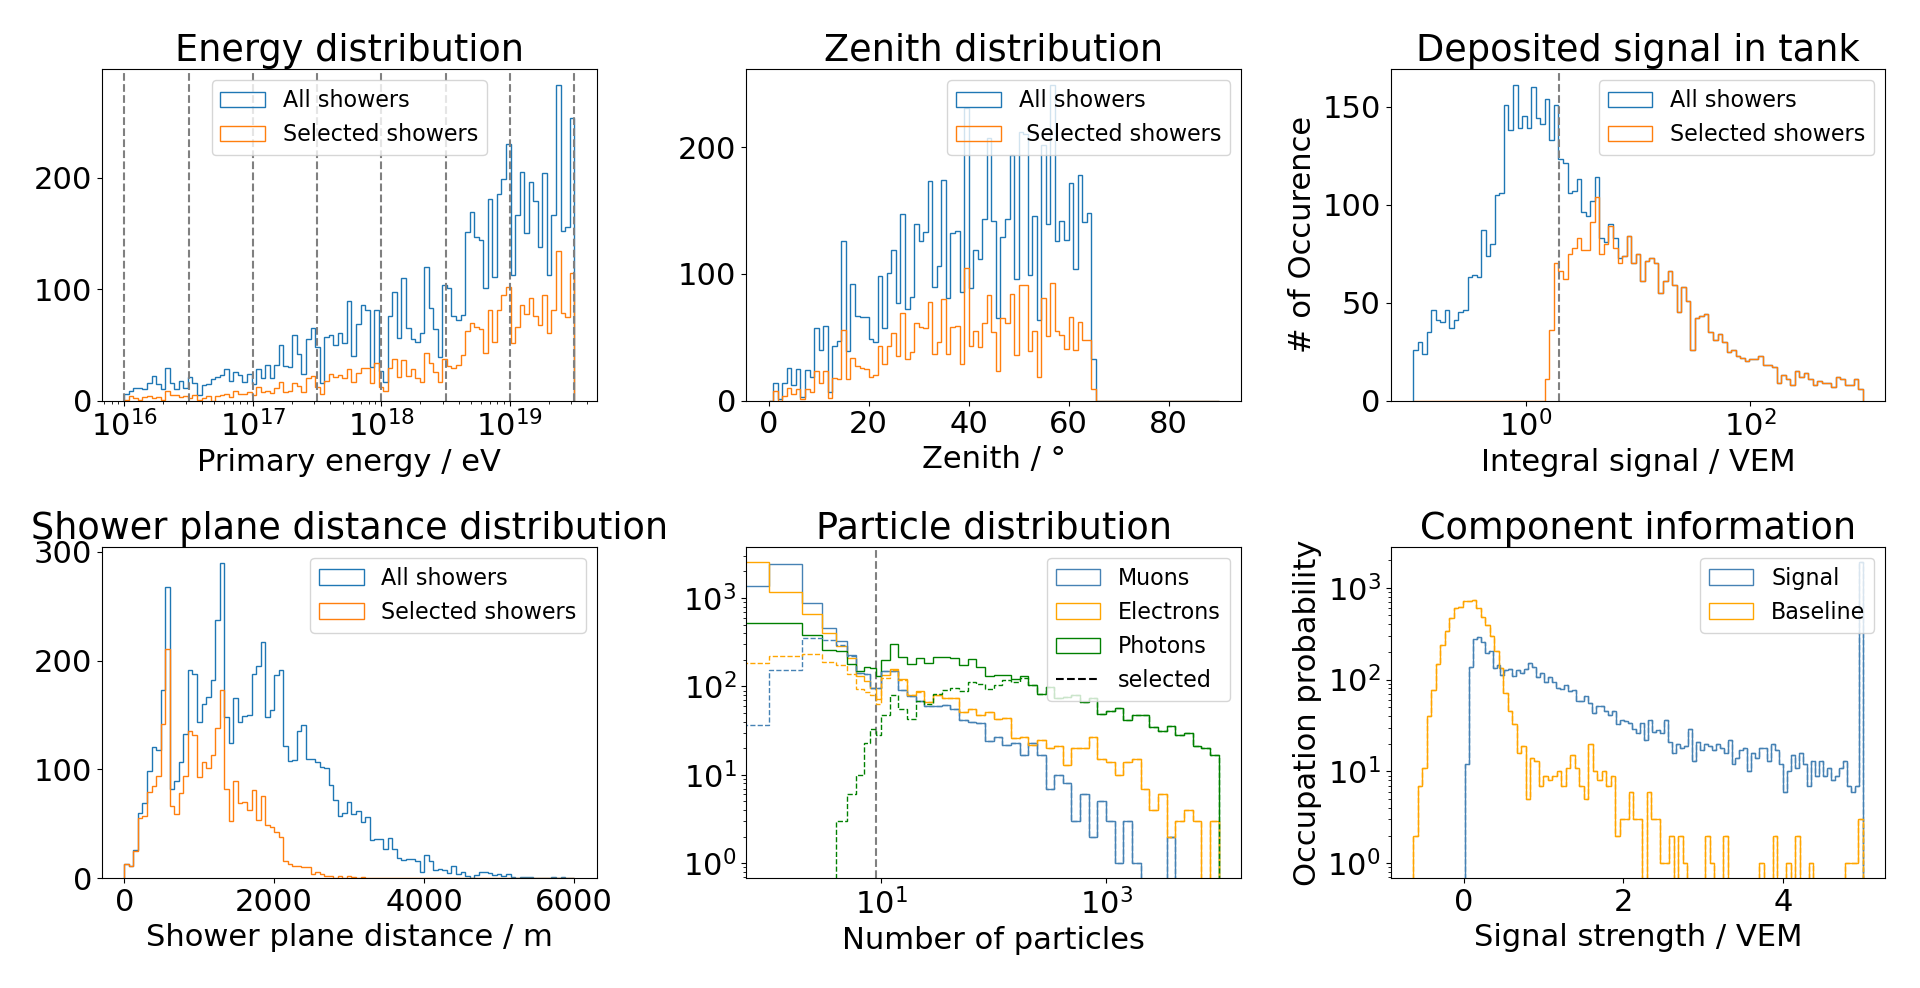 Energy distribution
All showers
Selected showers
200
100
0
10^16 10^17 10^18 10^19
Primary energy / eV
Zenith distribution
All showers
Selected showers
200
100
0
0 20 40 60 80
Zenith / °
Deposited signal in tank
All showers
Selected showers
# of Occurence
150
100
50
0
10^0 10^2
Integral signal / VEM
Shower plane distance distribution
All showers
Selected showers
300
200
100
0
0 2000 4000 6000
Shower plane distance / m
Particle distribution
Muons
Electrons
Photons
selected
10^3
10^2
10^1
10^0
10^1 10^3
Number of particles
Component information
Signal
Baseline
Occupation probability
10^3
10^2
10^1
10^0
0 2 4
Signal strength / VEM